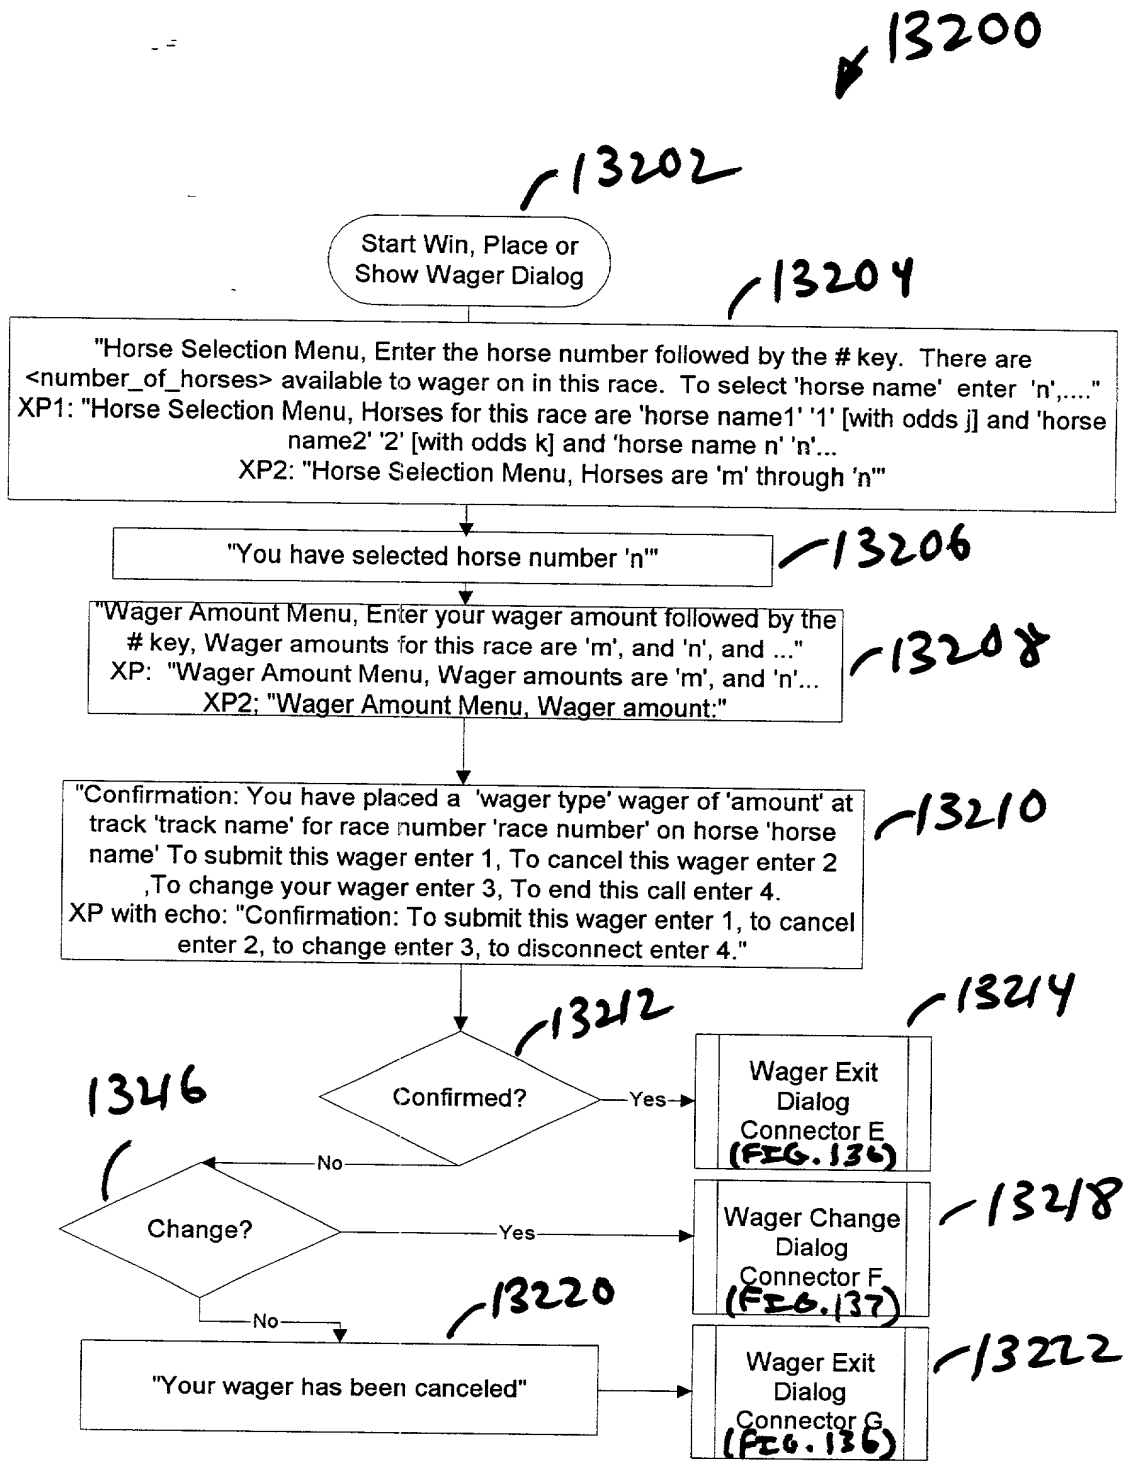 13200
13202
Start Win, Place or
Show Wager Dialog
13204
"Horse Selection Menu, Enter the horse number followed by the # key. There are
<number_of_horses> available to wager on in this race. To select 'horse name' enter 'n',...."
XP1: "Horse Selection Menu, Horses for this race are 'horse name1' '1' [with odds j] and 'horse
name2' '2' [with odds k] and 'horse name n' 'n'...
XP2: "Horse Selection Menu, Horses are 'm' through 'n'"
"You have selected horse number 'n'"
13206
"Wager Amount Menu, Enter your wager amount followed by the
# key, Wager amounts for this race are 'm', and 'n', and ..."
XP: "Wager Amount Menu, Wager amounts are 'm', and 'n'...
XP2; "Wager Amount Menu, Wager amount:"
13208
"Confirmation: You have placed a 'wager type' wager of 'amount' at
track 'track name' for race number 'race number' on horse 'horse
name' To submit this wager enter 1, To cancel this wager enter 2
,To change your wager enter 3, To end this call enter 4.
XP with echo: "Confirmation: To submit this wager enter 1, to cancel
enter 2, to change enter 3, to disconnect enter 4."
13210
13212
Confirmed?
Yes
13214
Wager Exit
Dialog
Connector E
(FIG. 136)
No
13216
Change?
Yes
Wager Change
Dialog
Connector F
(FIG. 137)
13218
No
13220
"Your wager has been canceled"
Wager Exit
Dialog
Connector G
(FIG. 136)
13222